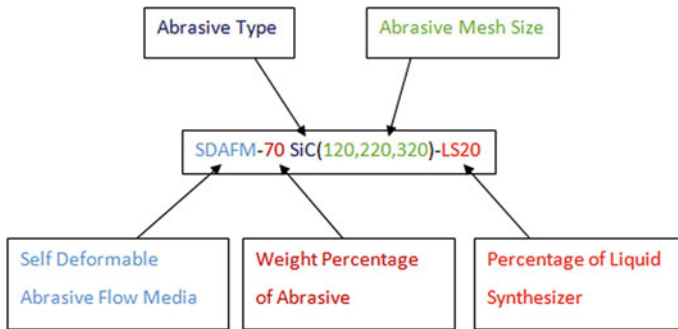 Abrasive Type
Abrasive Mesh Size
SDAFM-70 SiC(120,220,320)-LS20
Self Deformable
Abrasive Flow Media
Weight Percentage
of Abrasive
Percentage of Liquid
Synthesizer